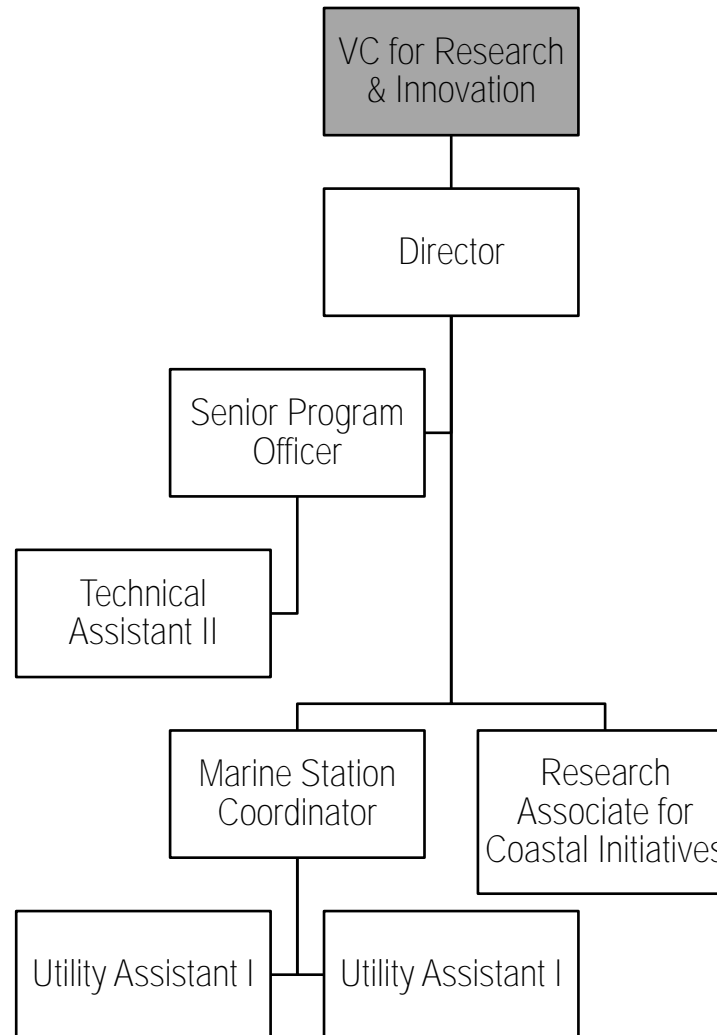 VC for Research
& Innovation
Director
Senior Program
Officer
Technical
Assistant II
Marine Station
Coordinator
Research
Associate for
Coastal Initiatives
Utility Assistant I
Utility Assistant I